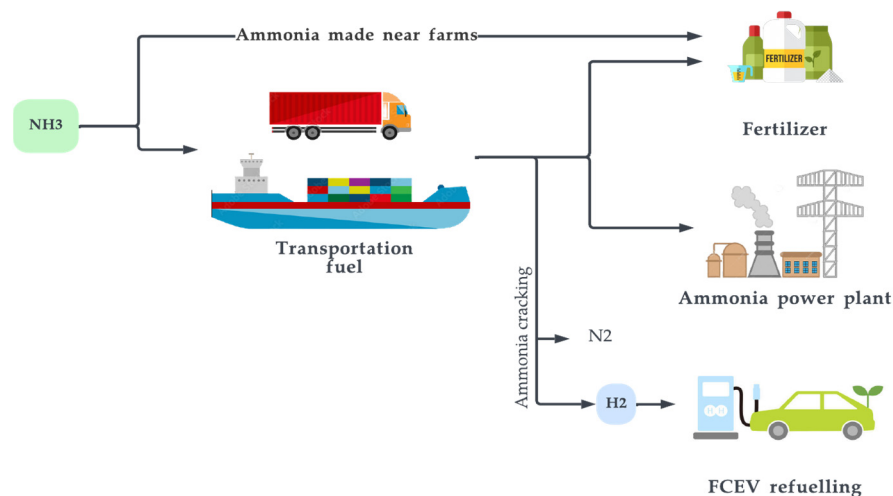 Ammonia made near farms
FERTILIZER
NH3
Fertilizer
Transportation
fuel
Ammonia power plant
Ammonia cracking
N2
H2
H H
FCEV refuelling